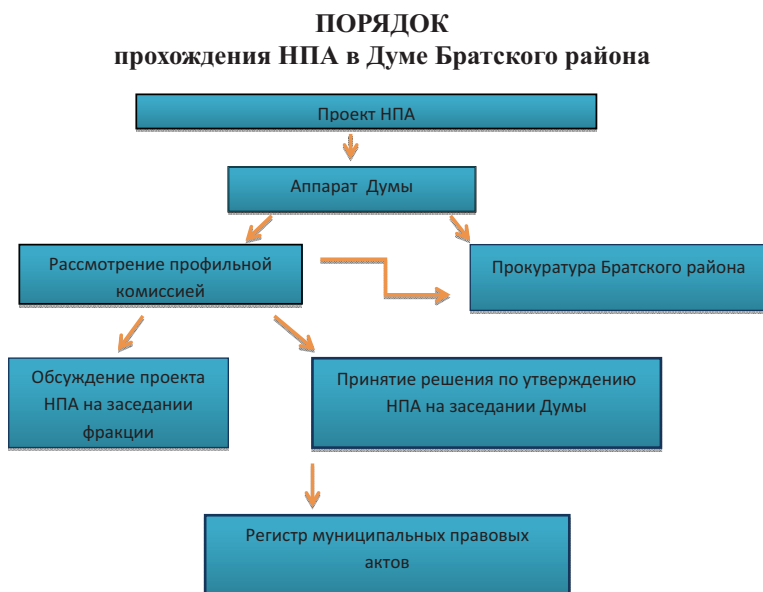 ПОРЯДОК
прохождения НПА в Думе Братского района
Проект НПА
Аппарат Думы
Рассмотрение профильной
комиссией
Прокуратура Братского района
Обсуждение проекта
НПА на заседании
фракции
Принятие решения по утверждению
НПА на заседании Думы
Регистр муниципальных правовых
актов